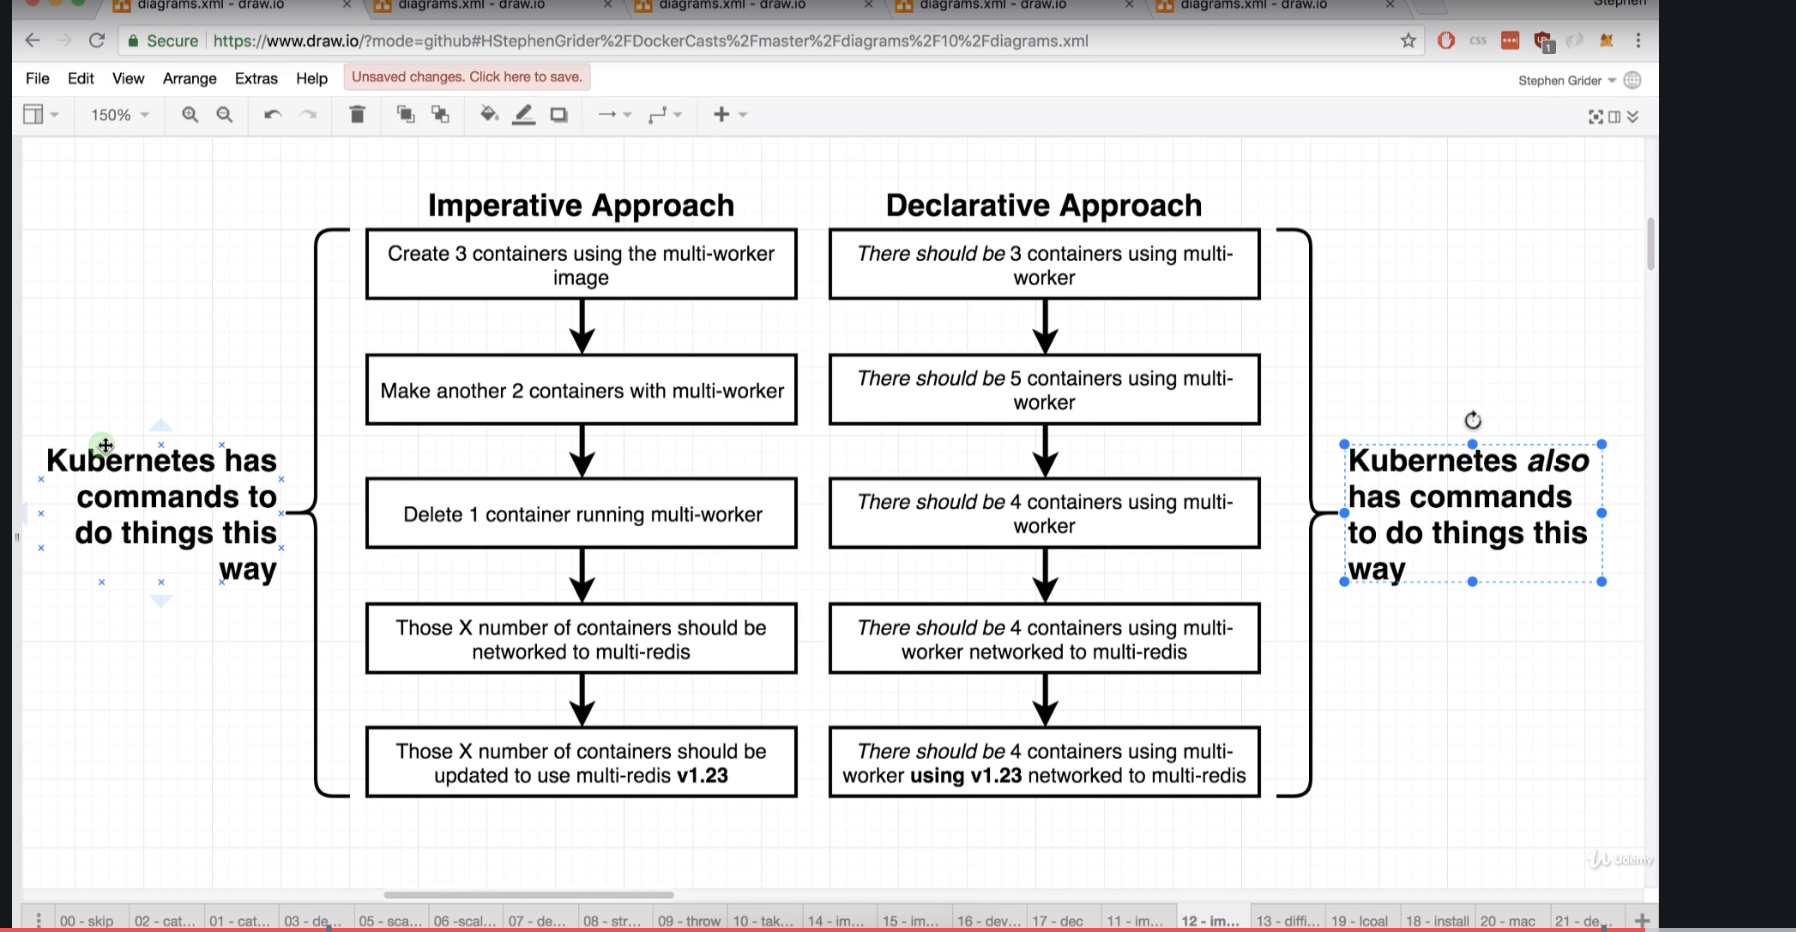 diagrams.xml - draw.io
diagrams.xml - draw.io
diagrams.xml - draw.io
diagrams.xml - draw.io
diagrams.xml - draw.io
Stephen
Secure
https://www.draw.io/?mode=github#HStephenGrider%2FDockerCasts%2Fmaster%2Fdiagrams%2F10%2Fdiagrams.xml
CSS
1
File Edit View Arrange Extras Help
Unsaved changes. Click here to save.
Stephen Grider
150%
Imperative Approach
Create 3 containers using the multi-worker
image
Make another 2 containers with multi-worker
Delete 1 container running multi-worker
Those X number of containers should be
networked to multi-redis
Those X number of containers should be
updated to use multi-redis v1.23
Declarative Approach
There should be 3 containers using multi-
worker
There should be 5 containers using multi-
worker
There should be 4 containers using multi-
worker
There should be 4 containers using multi-
worker networked to multi-redis
There should be 4 containers using multi-
worker using v1.23 networked to multi-redis
Kubernetes has
commands to
do things this
way
Kubernetes also
has commands
to do things this
way
Udemy
00 - skip
02 - cat...
01 - cat...
03 - de...
05 - sca...
06 -scal...
07 - de...
08 - str...
09 - throw
10 - tak...
14 - im...
15 - im...
16 - dev...
17 - dec
11 - im...
12 - im...
13 - diffi...
19 - lcoal
18 - install
20 - mac
21 - de...